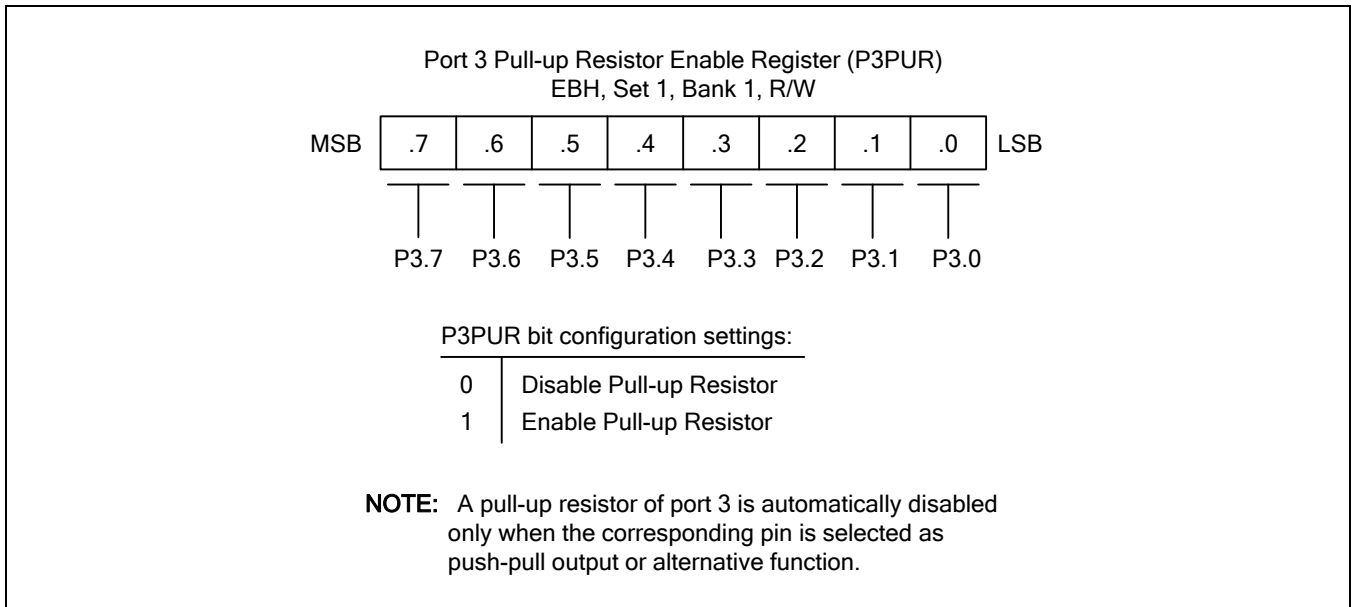 Port 3 Pull-up Resistor Enable Register (P3PUR)
EBH, Set 1, Bank 1, R/W
MSB .7 .6 .5 .4 .3 .2 .1 .0 LSB
P3.7 P3.6 P3.5 P3.4 P3.3 P3.2 P3.1 P3.0
P3PUR bit configuration settings:
0 Disable Pull-up Resistor
1 Enable Pull-up Resistor
NOTE: A pull-up resistor of port 3 is automatically disabled
only when the corresponding pin is selected as
push-pull output or alternative function.